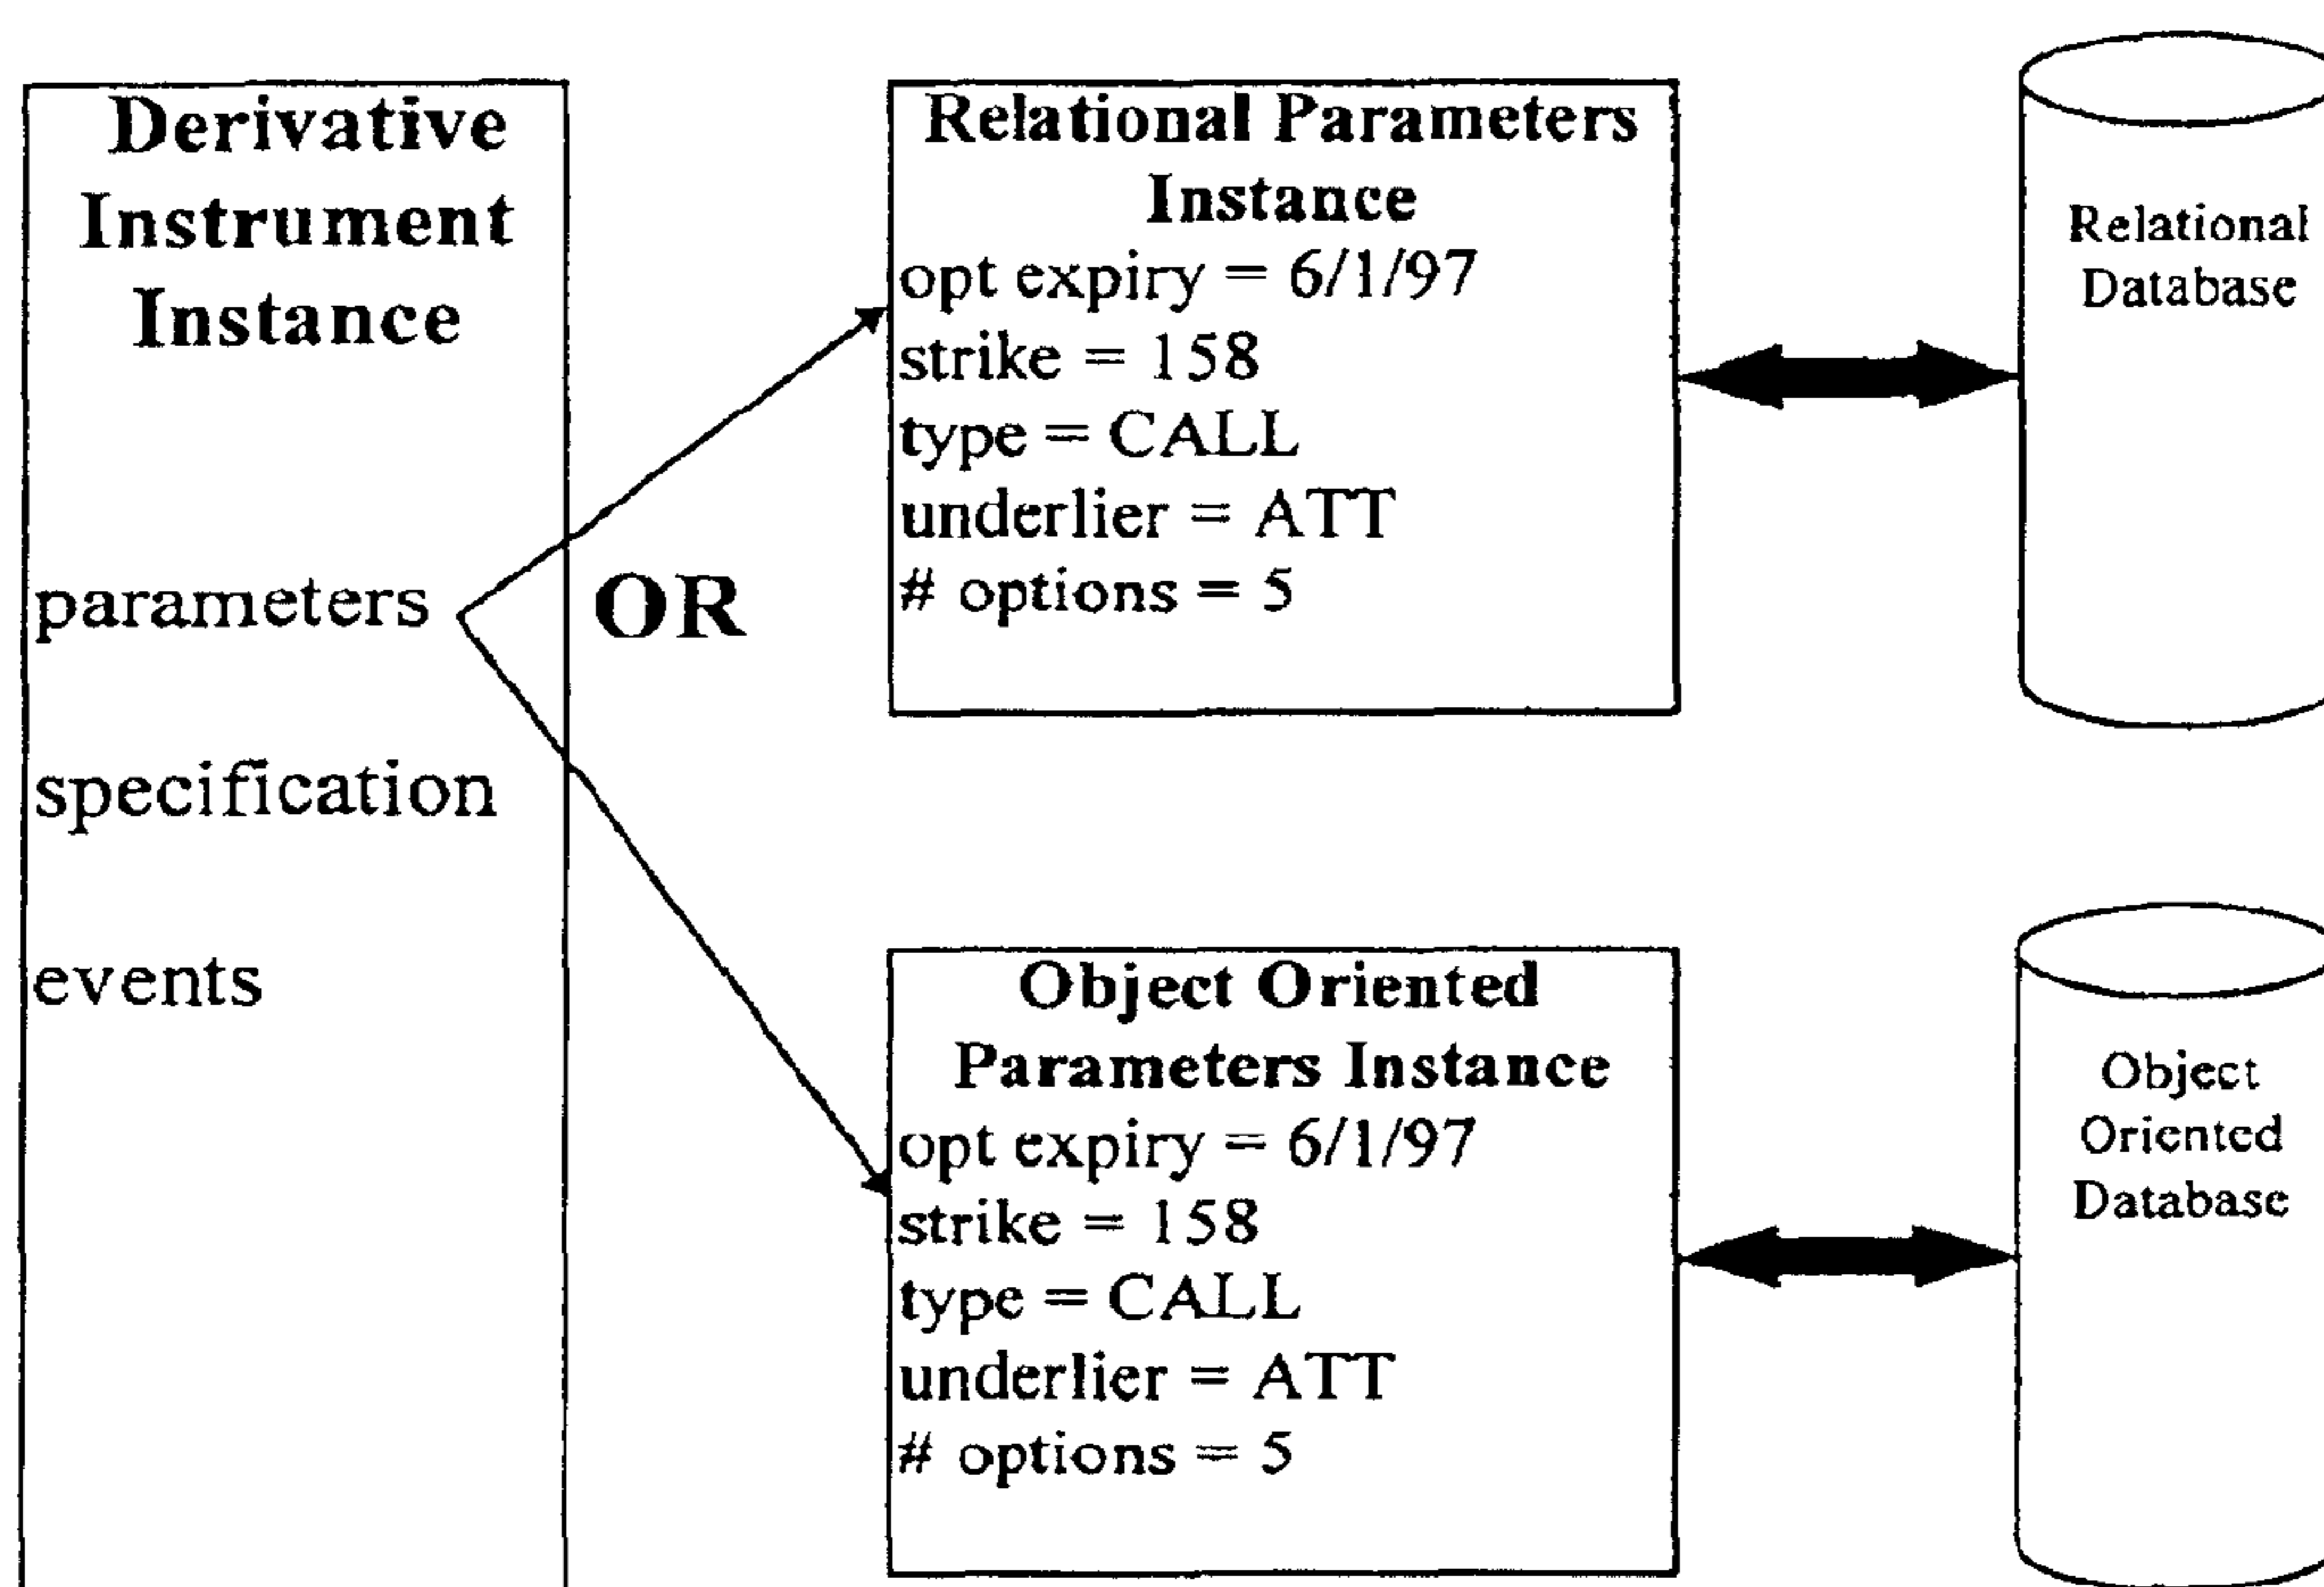 Derivative
Instrument
Instance
parameters
specification
events
OR
Relational Parameters
Instance
opt expiry = 6/1/97
strike = 158
type = CALL
underlier = ATT
# options = 5
Relational
Database
Object Oriented
Parameters Instance
opt expiry = 6/1/97
strike = 158
type = CALL
underlier = ATT
# options = 5
Object
Oriented
Database